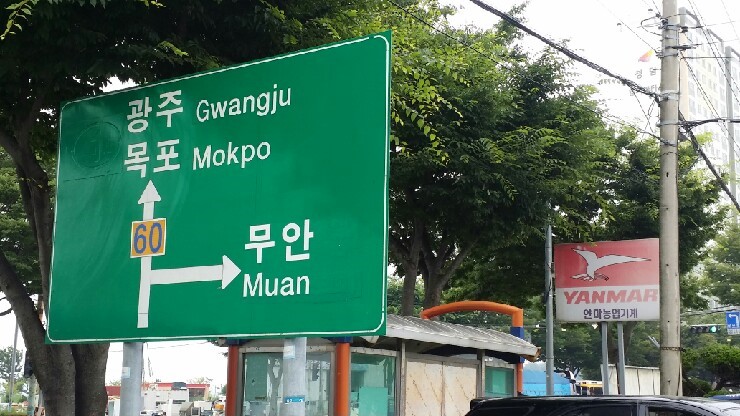 광주 Gwangju
목포 Mokpo
60
무안
Muan
YANMAR
얀마농업기계